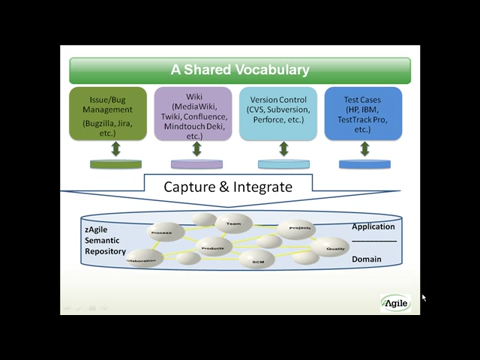 A Shared Vocabulary
Issue/Bug
Management
(Bugzilla, Jira,
etc.)
Wiki
(MediaWiki,
Twiki, Confluence,
Mindtouch Deki,
etc.)
Version Control
(CVS, Subversion,
Perforce, etc.)
Test Cases
(HP, IBM,
TestTrack Pro,
etc.)
Capture & Integrate
zAgile
Semantic
Repository
Process
Team
Projects
Products
Quality
SCM
Application
Domain
Agile